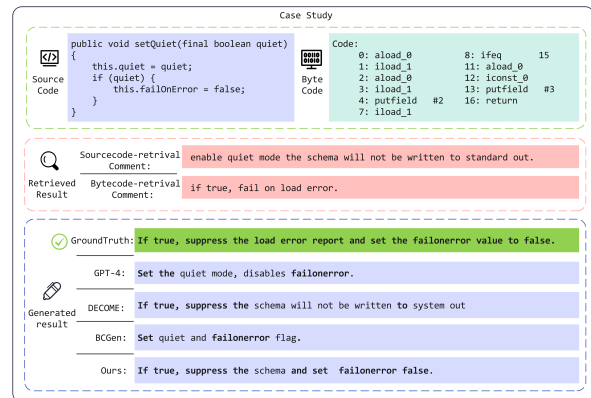 Case Study
public void setQuiet(final boolean quiet)
{
this.quiet = quiet;
if (quiet) {
this.failOnError = false;
}
}
Source
Code
00110
01010
Byte
Code
Code:
0: aload_0 8: ifeq 15
1: iload_1 11: aload_0
2: aload_0 12: iconst_0
3: iload_1 13: putfield #3
4: putfield #2 16: return
7: iload_1
Retrieved
Result
Sourcecode-retrival
Comment:
enable quiet mode the schema will not be written to standard out.
Bytecode-retrival
Comment:
if true, fail on load error.
GroundTruth: If true, suppress the load error report and set the failonerror value to false.
Generated
result
GPT-4: Set the quiet mode, disables failonerror.
DECOME: If true, suppress the schema will not be written to system out
BCGen: Set quiet and failonerror flag.
Ours: If true, suppress the schema and set failonerror false.